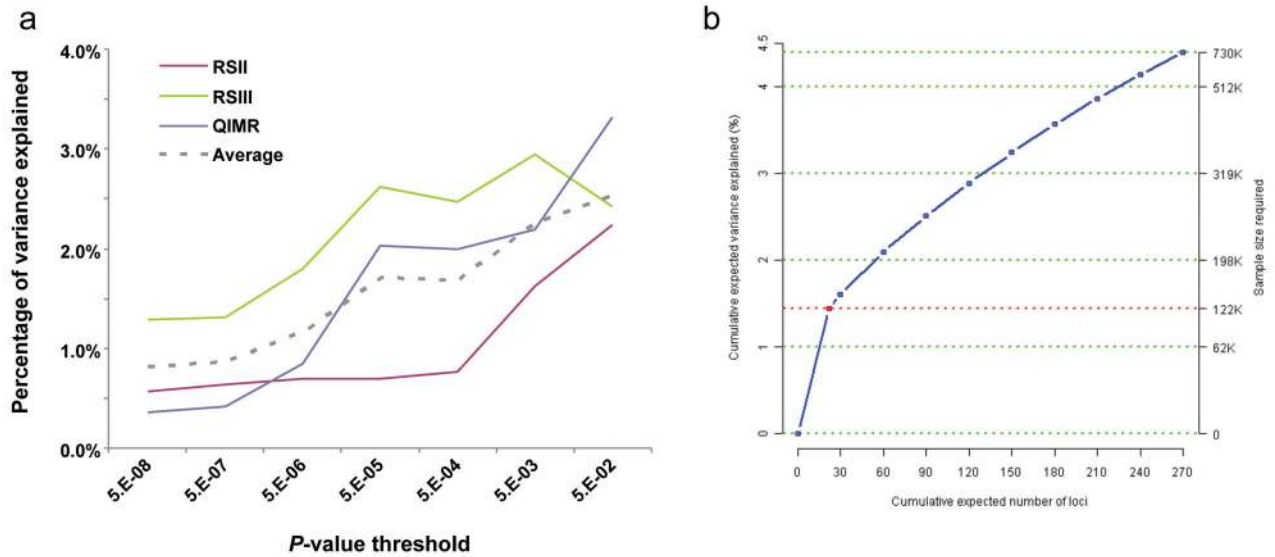 a
4.0%
3.0%
2.0%
1.0%
0.0%
Percentage of variance explained
RSII
RSIII
QIMR
Average
5.E-08
5.E-07
5.E-06
5.E-05
5.E-04
5.E-03
5.E-02
P-value threshold
b
4.5
4
3
2
1
0
Cumulative expected variance explained (%)
730K
512K
319K
198K
122K
62K
0
Sample size required
0
30
60
90
120
150
180
210
240
270
Cumulative expected number of loci